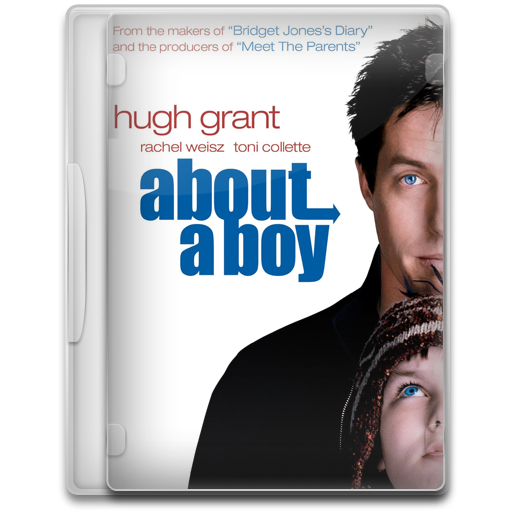 From the makers of “Bridget Jones's Diary”
and the producers of “Meet The Parents”
hugh grant
rachel weisz toni collette
about
a boy